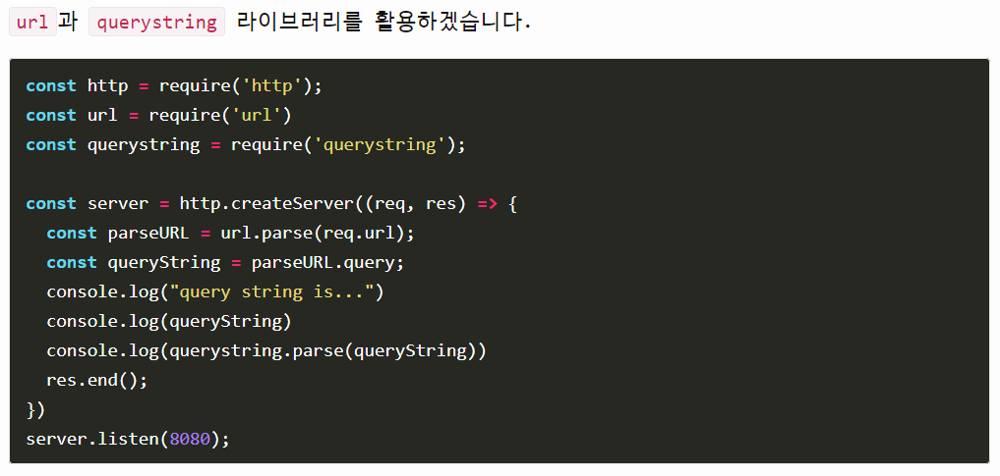 url과 querystring 라이브러리를 활용하겠습니다.
const http = require('http');
const url = require('url')
const querystring = require('querystring');
const server = http.createServer((req, res) => {
  const parseURL = url.parse(req.url);
  const queryString = parseURL.query;
  console.log("query string is...")
  console.log(queryString)
  console.log(querystring.parse(queryString))
  res.end();
})
server.listen(8080);